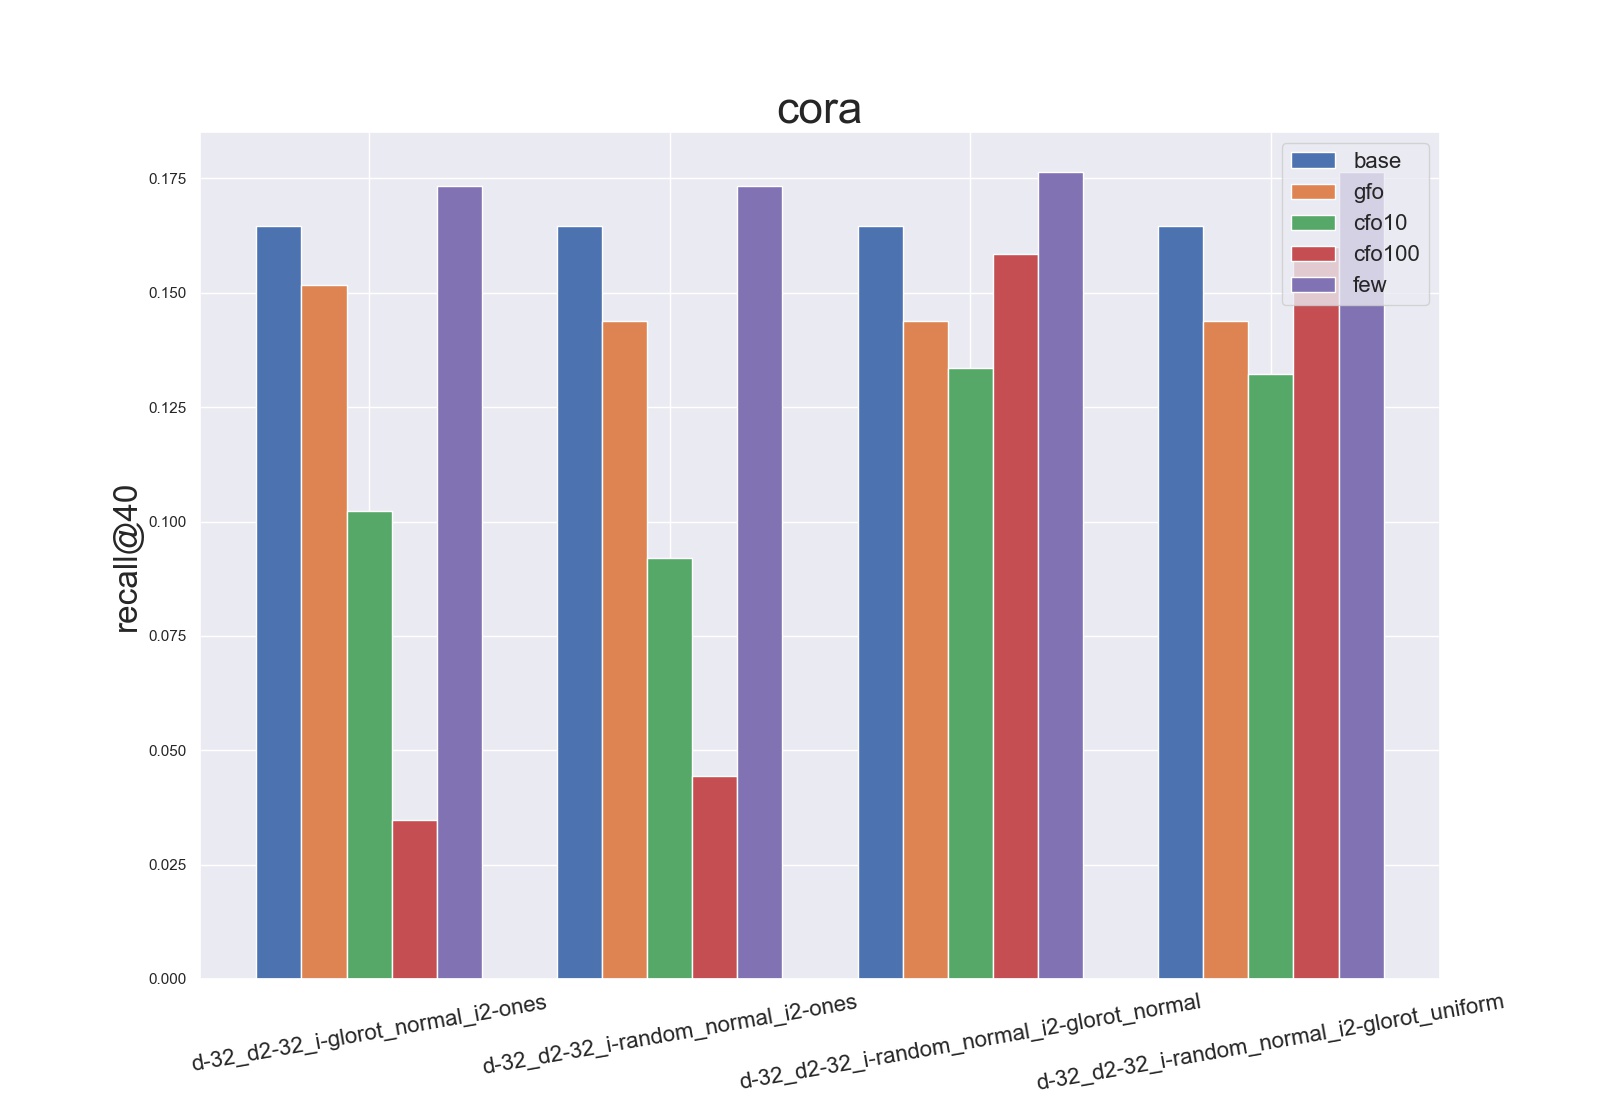 cora
base
gfo
cfo10
cfo100
few
recall@40
0.175
0.150
0.125
0.100
0.075
0.050
0.025
0.000
d-32_d2-32_i-glorot_normal_i2-ones
d-32_d2-32_i-random_normal_i2-ones
d-32_d2-32_i-random_normal_i2-glorot_normal
d-32_d2-32_i-random_normal_i2-glorot_uniform